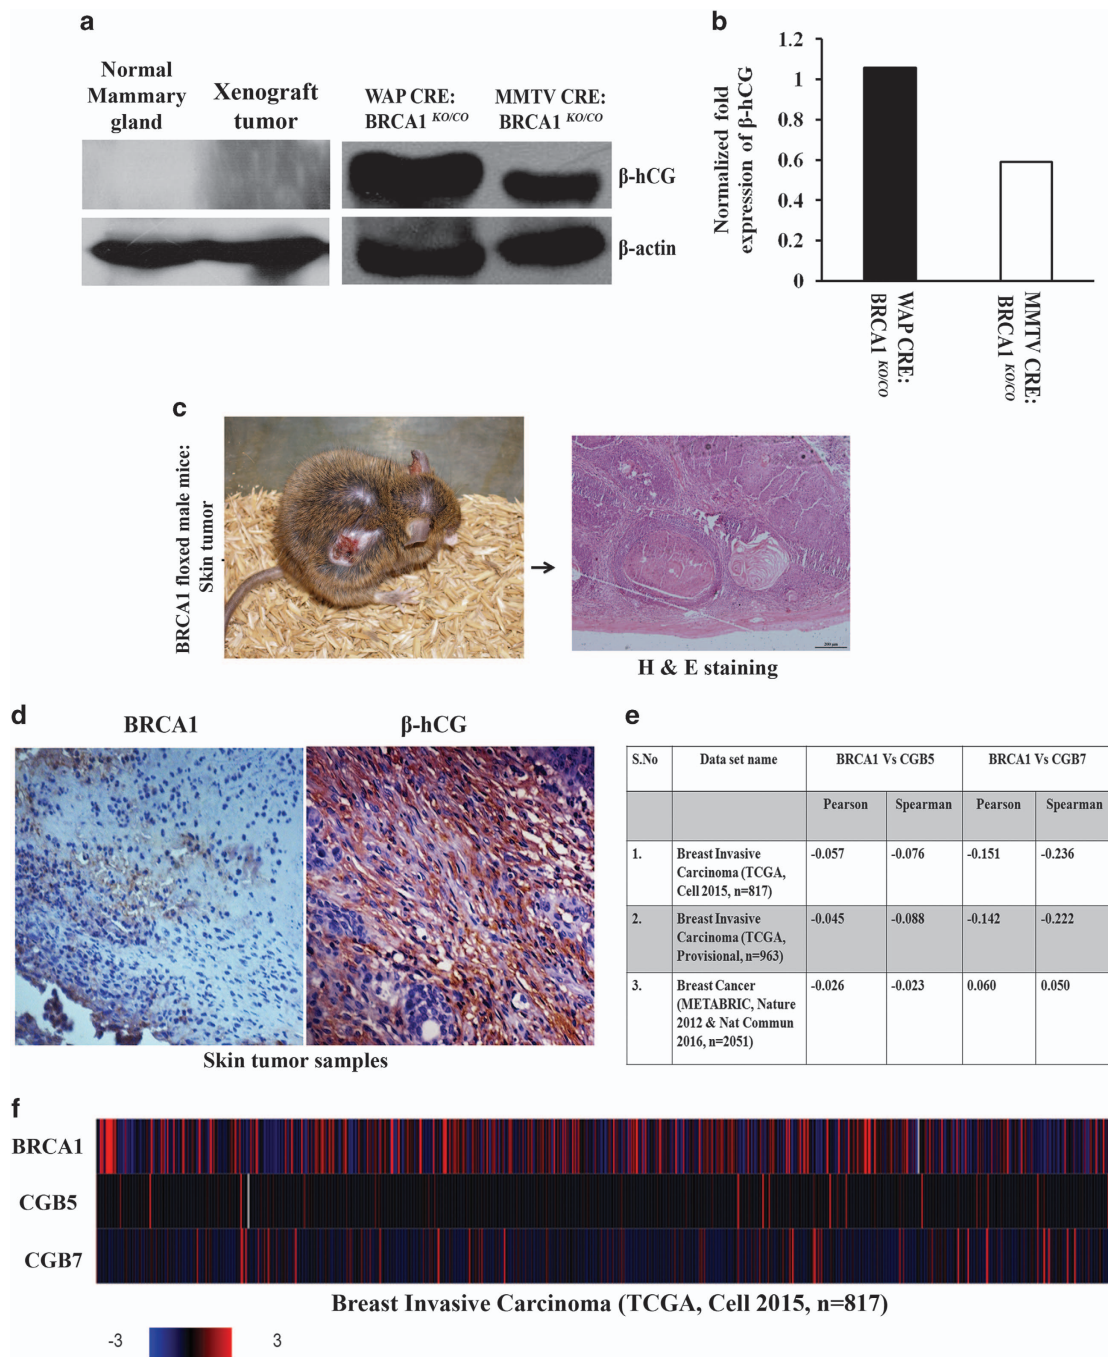 a
Normal
Mammary
gland
Xenograft
tumor
WAP CRE:
BRCA1 KO/CO
MMTV CRE:
BRCA1 KO/CO
β-hCG
β-actin
b
Normalized fold
expression of β-hCG
1.2
1
0.8
0.6
0.4
0.2
0
WAP CRE:
BRCA1 KO/CO
MMTV CRE:
BRCA1 KO/CO
c
BRCA1 floxed male mice:
Skin tumor
H & E staining
200 µm
d
BRCA1
β-hCG
Skin tumor samples
e
S.No Data set name BRCA1 Vs CGB5 BRCA1 Vs CGB7
Pearson Spearman Pearson Spearman
1. Breast Invasive -0.057 -0.076 -0.151 -0.236
Carcinoma (TCGA,
Cell 2015, n=817)
2. Breast Invasive -0.045 -0.088 -0.142 -0.222
Carcinoma (TCGA,
Provisional, n=963)
3. Breast Cancer -0.026 -0.023 0.060 0.050
(METABRIC, Nature
2012 & Nat Commun
2016, n=2051)
f
BRCA1
CGB5
CGB7
Breast Invasive Carcinoma (TCGA, Cell 2015, n=817)
-3 3